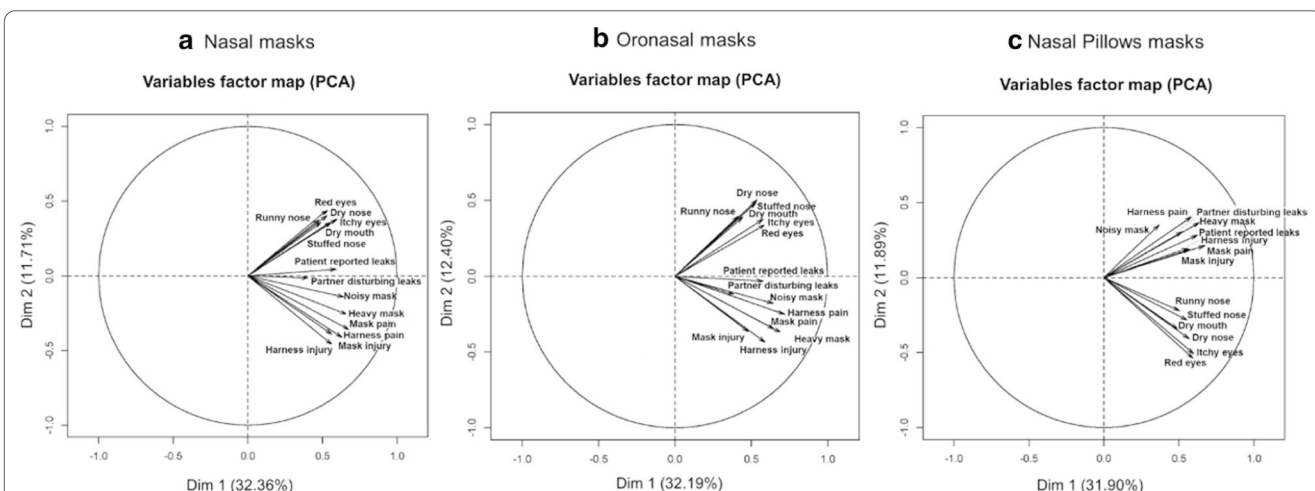 a Nasal masks
Variables factor map (PCA)
Dim 2 (11.71%)
1.0
0.5
0.0
-0.5
-1.0
Red eyes
Runny nose
Dry nose
Itchy eyes
Dry mouth
Stuffed nose
Patient reported leaks
Partner disturbing leaks
Noisy mask
Heavy mask
Mask pain
Harness pain
Harness injury
Mask injury
-1.0 -0.5 0.0 0.5 1.0
Dim 1 (32.36%)
b Oronasal masks
Variables factor map (PCA)
Dim 2 (12.40%)
1.0
0.5
0.0
-0.5
-1.0
Dry nose
Runny nose
Stuffed nose
Dry mouth
Itchy eyes
Red eyes
Patient reported leaks
Partner disturbing leaks
Noisy mask
Harness pain
Mask pain
Mask injury
Heavy mask
Harness injury
-1.0 -0.5 0.0 0.5 1.0
Dim 1 (32.19%)
c Nasal Pillows masks
Variables factor map (PCA)
Dim 2 (11.89%)
1.0
0.5
0.0
-0.5
-1.0
Harness pain
Partner disturbing leaks
Heavy mask
Noisy mask
Patient reported leaks
Harness injury
Mask pain
Mask injury
Runny nose
Stuffed nose
Dry mouth
Dry nose
Itchy eyes
Red eyes
-1.0 -0.5 0.0 0.5 1.0
Dim 1 (31.90%)